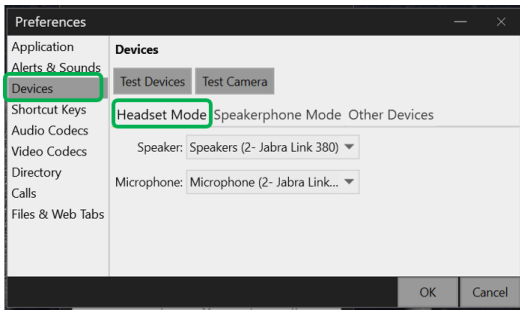 Preferences
Application
Alerts & Sounds
Devices
Shortcut Keys
Audio Codecs
Video Codecs
Directory
Calls
Files & Web Tabs
Devices
Test Devices Test Camera
Headset Mode Speakerphone Mode Other Devices
Speaker: Speakers (2- Jabra Link 380)
Microphone: Microphone (2- Jabra Link...
OK Cancel